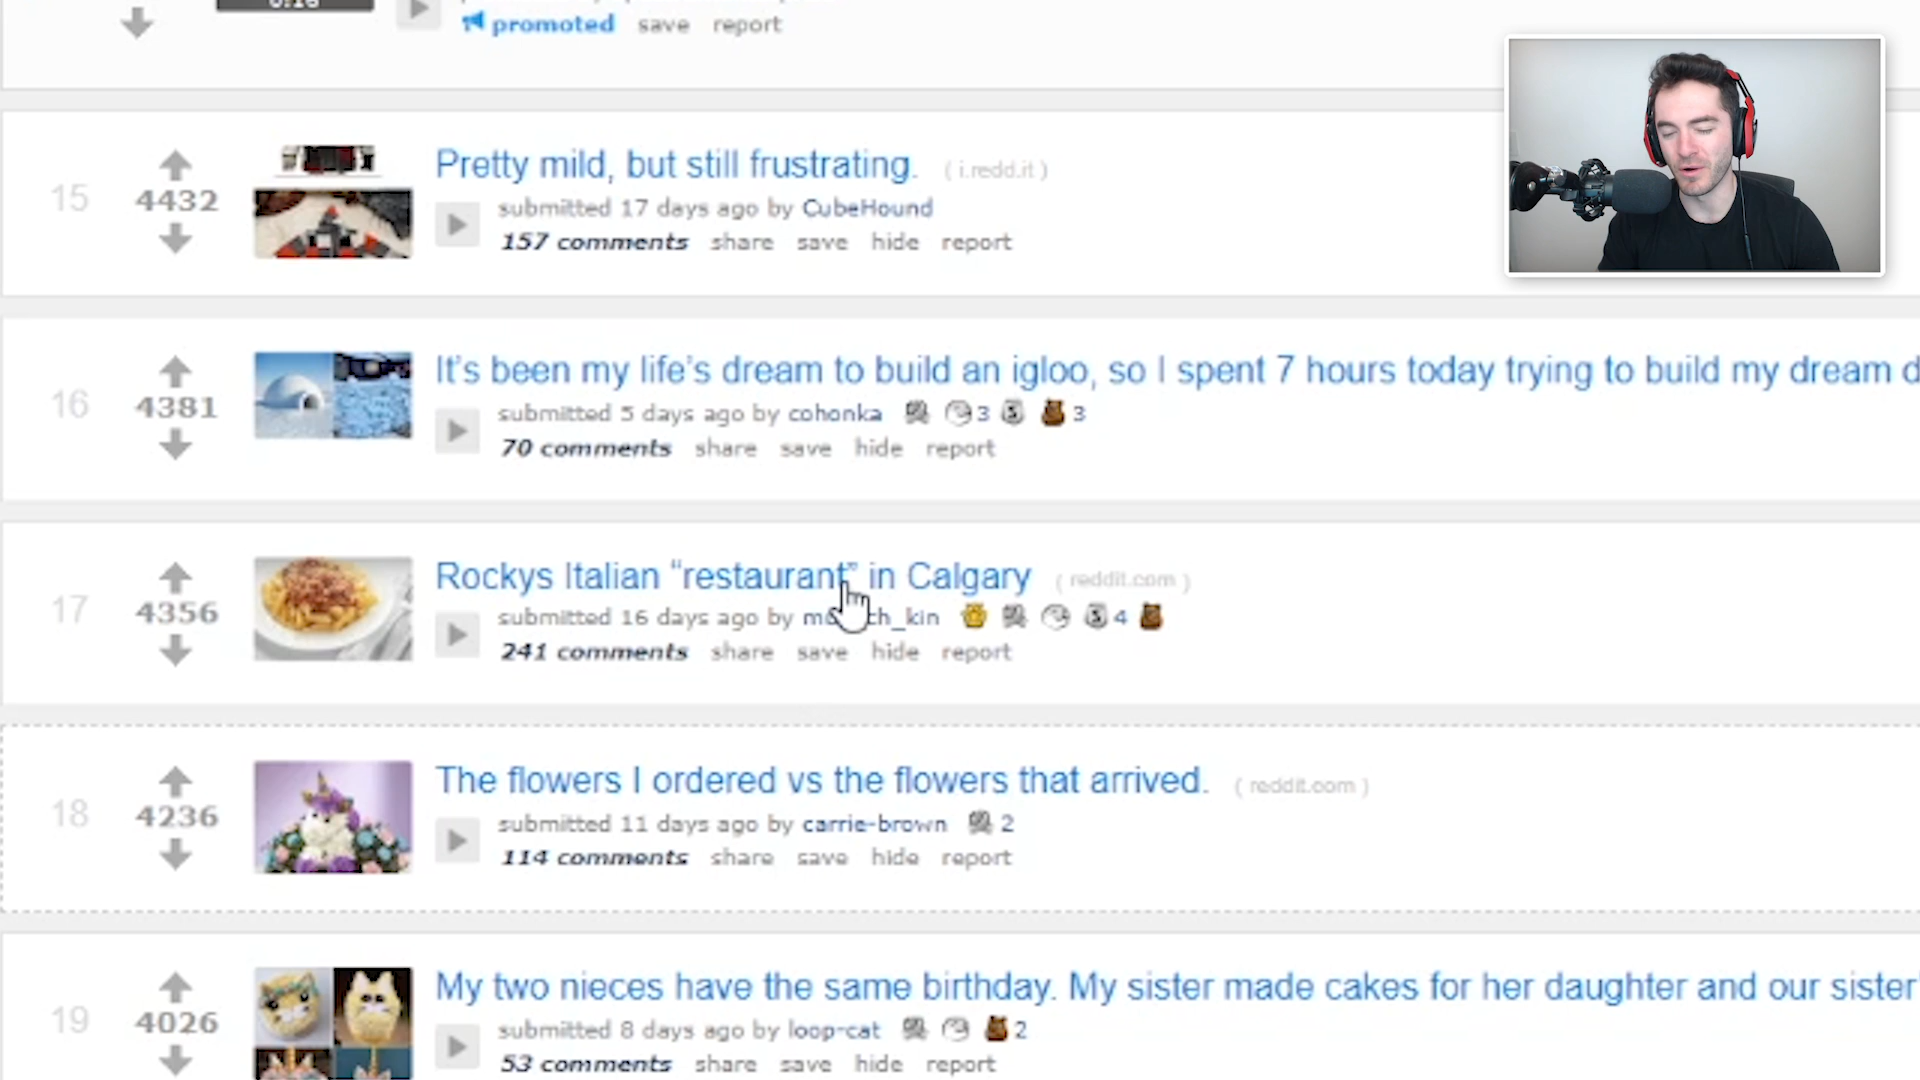 0:16
promoted save report
15
4432
Pretty mild, but still frustrating. ( i.redd.it )
submitted 17 days ago by CubeHound
157 comments share save hide report
16
4381
It's been my life's dream to build an igloo, so I spent 7 hours today trying to build my dream
submitted 5 days ago by cohonka 3 3
70 comments share save hide report
17
4356
Rockys Italian “restaurant” in Calgary ( reddit.com )
submitted 16 days ago by 4
241 comments share save hide report
18
4236
The flowers I ordered vs the flowers that arrived. ( reddit.com )
submitted 11 days ago by carrie-brown 2
114 comments share save hide report
19
4026
My two nieces have the same birthday. My sister made cakes for her daughter and our sister'
submitted 8 days ago by loop-cat 2
53 comments share save hide report